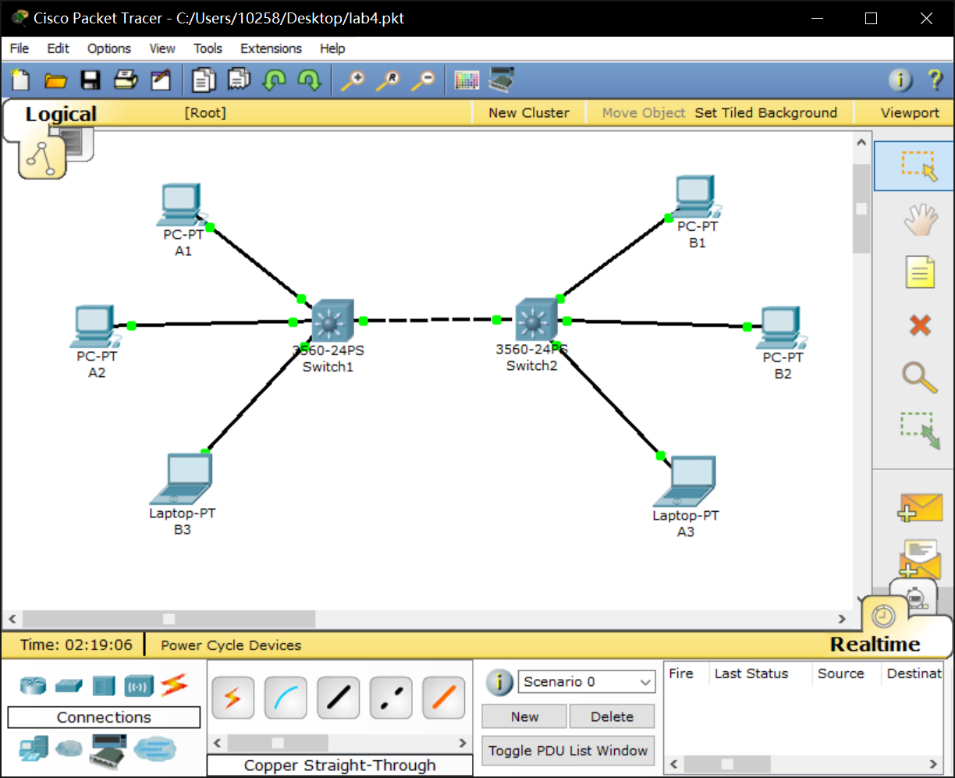 Cisco Packet Tracer - C:/Users/10258/Desktop/lab4.pkt
File Edit Options View Tools Extensions Help
Logical [Root] New Cluster Move Object Set Tiled Background Viewport
PC-PT
A1
PC-PT
B1
PC-PT
A2
3560-24PS
Switch1
3560-24PS
Switch2
PC-PT
B2
Laptop-PT
B3
Laptop-PT
A3
Time: 02:19:06 Power Cycle Devices Realtime
Connections
Copper Straight-Through
Scenario 0
New Delete
Toggle PDU List Window
Fire Last Status Source Destinat